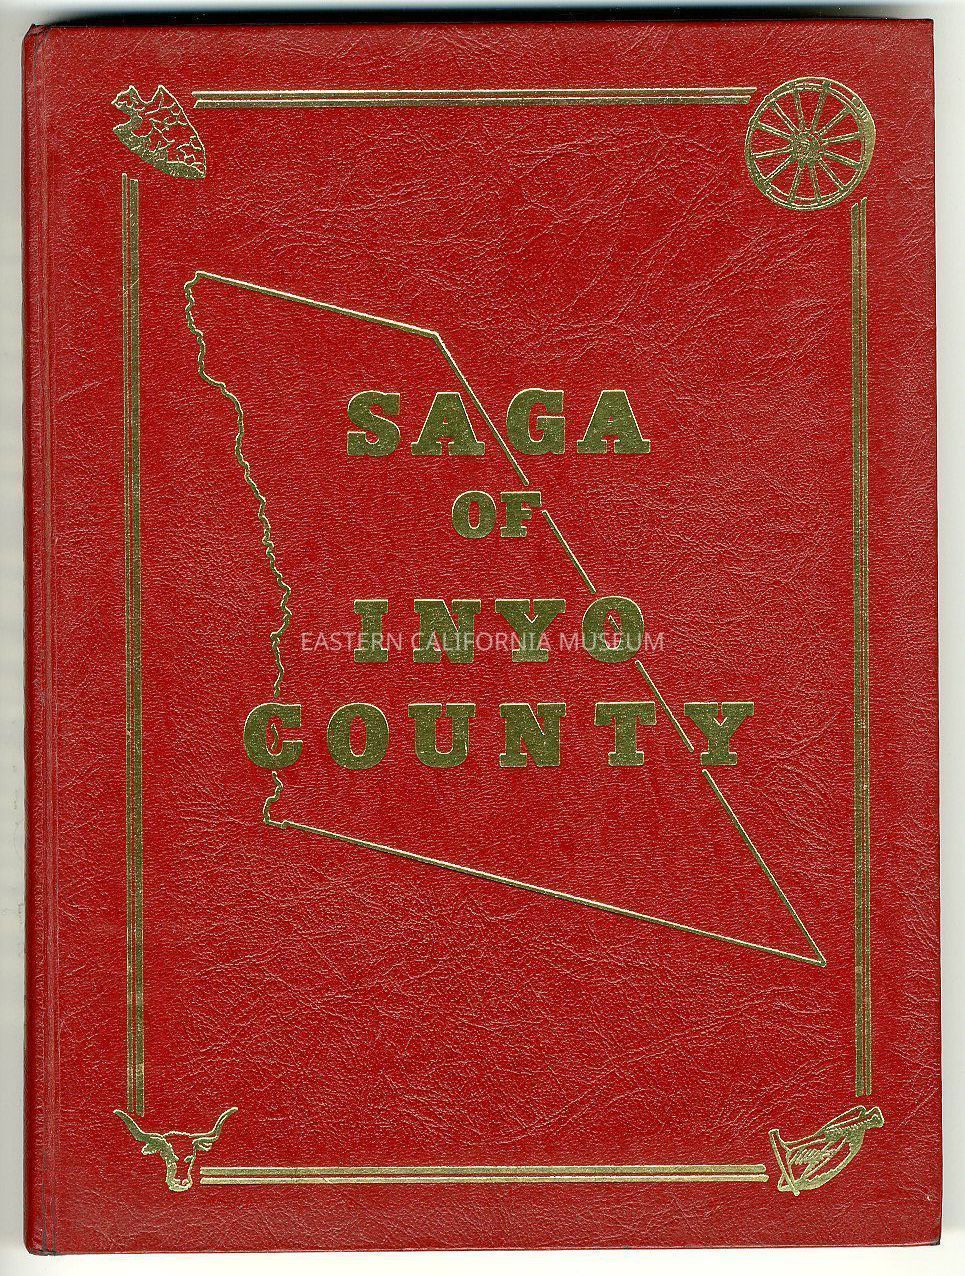 SAGA
OF
INYO
EASTERN CALIFORNIA MUSEUM
COUNTY